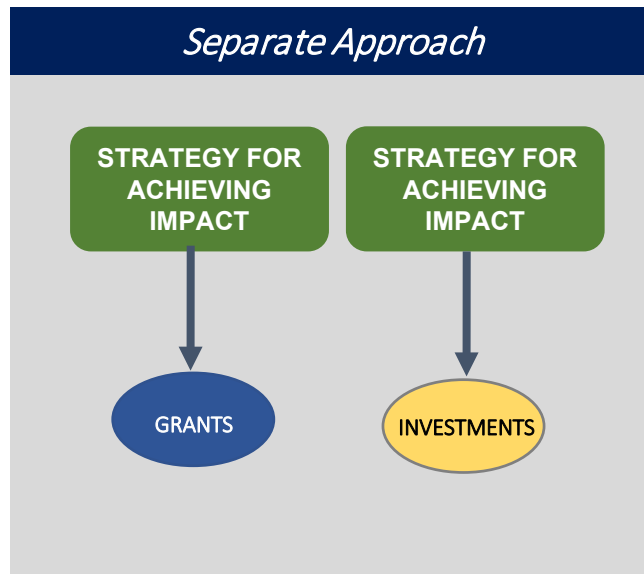 Separate Approach
STRATEGY FOR
ACHIEVING
IMPACT
STRATEGY FOR
ACHIEVING
IMPACT
GRANTS
INVESTMENTS